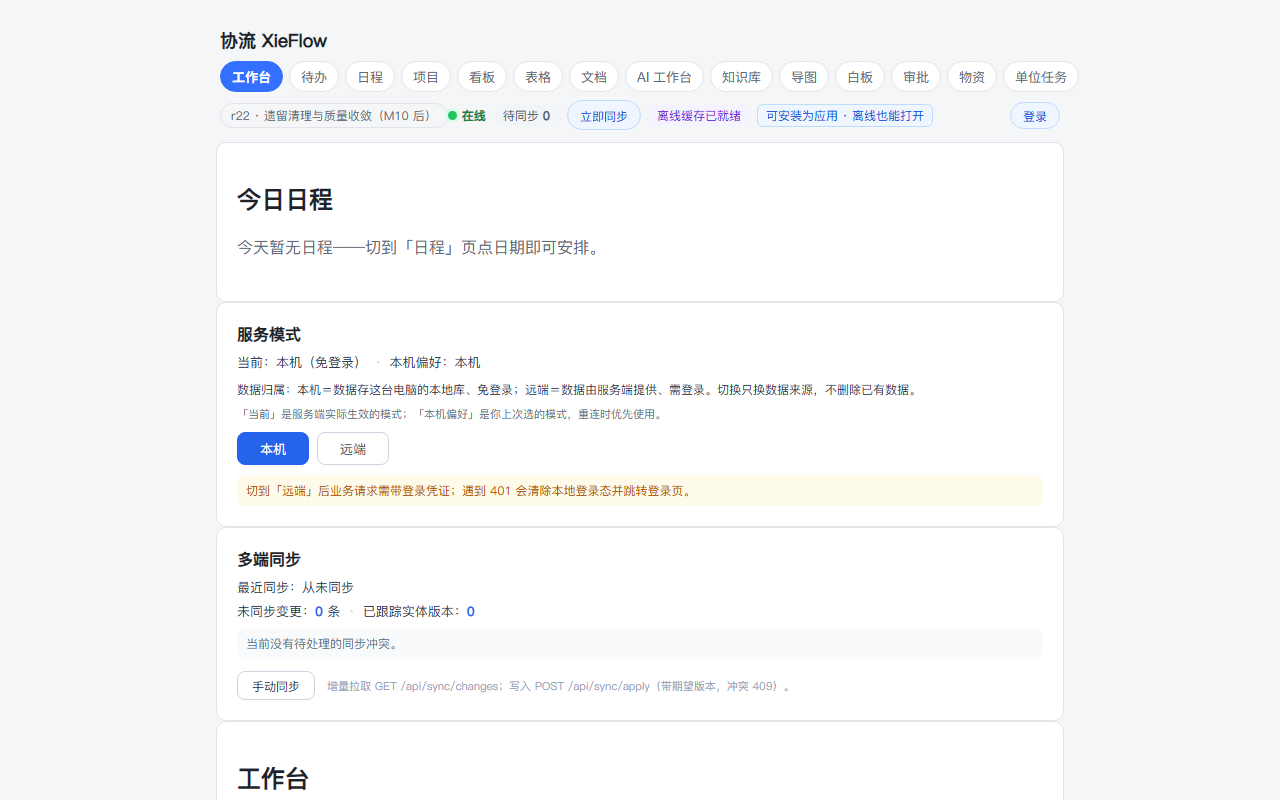 协流 XieFlow
工作台 待办 日程 项目 看板 表格 文档 AI 工作台 知识库 导图 白板 审批 物资 单位任务
r22 · 遗留清理与质量收敛（M10 后） 在线 待同步 0 立即同步 离线缓存已就绪 可安装为应用 · 离线也能打开 登录
今日日程
今天暂无日程——切到「日程」页点日期即可安排。
服务模式
当前：本机（免登录） · 本机偏好：本机
数据归属：本机＝数据存这台电脑的本地库、免登录；远端＝数据由服务端提供、需登录。切换只换数据来源，不删除已有数据。
「当前」是服务端实际生效的模式；「本机偏好」是你上次选的模式，重连时优先使用。
本机 远端
切到「远端」后业务请求需带登录凭证；遇到 401 会清除本地登录态并跳转登录页。
多端同步
最近同步：从未同步
未同步变更：0 条 · 已跟踪实体版本：0
当前没有待处理的同步冲突。
手动同步 增量拉取 GET /api/sync/changes；写入 POST /api/sync/apply（带期望版本，冲突 409）。
工作台